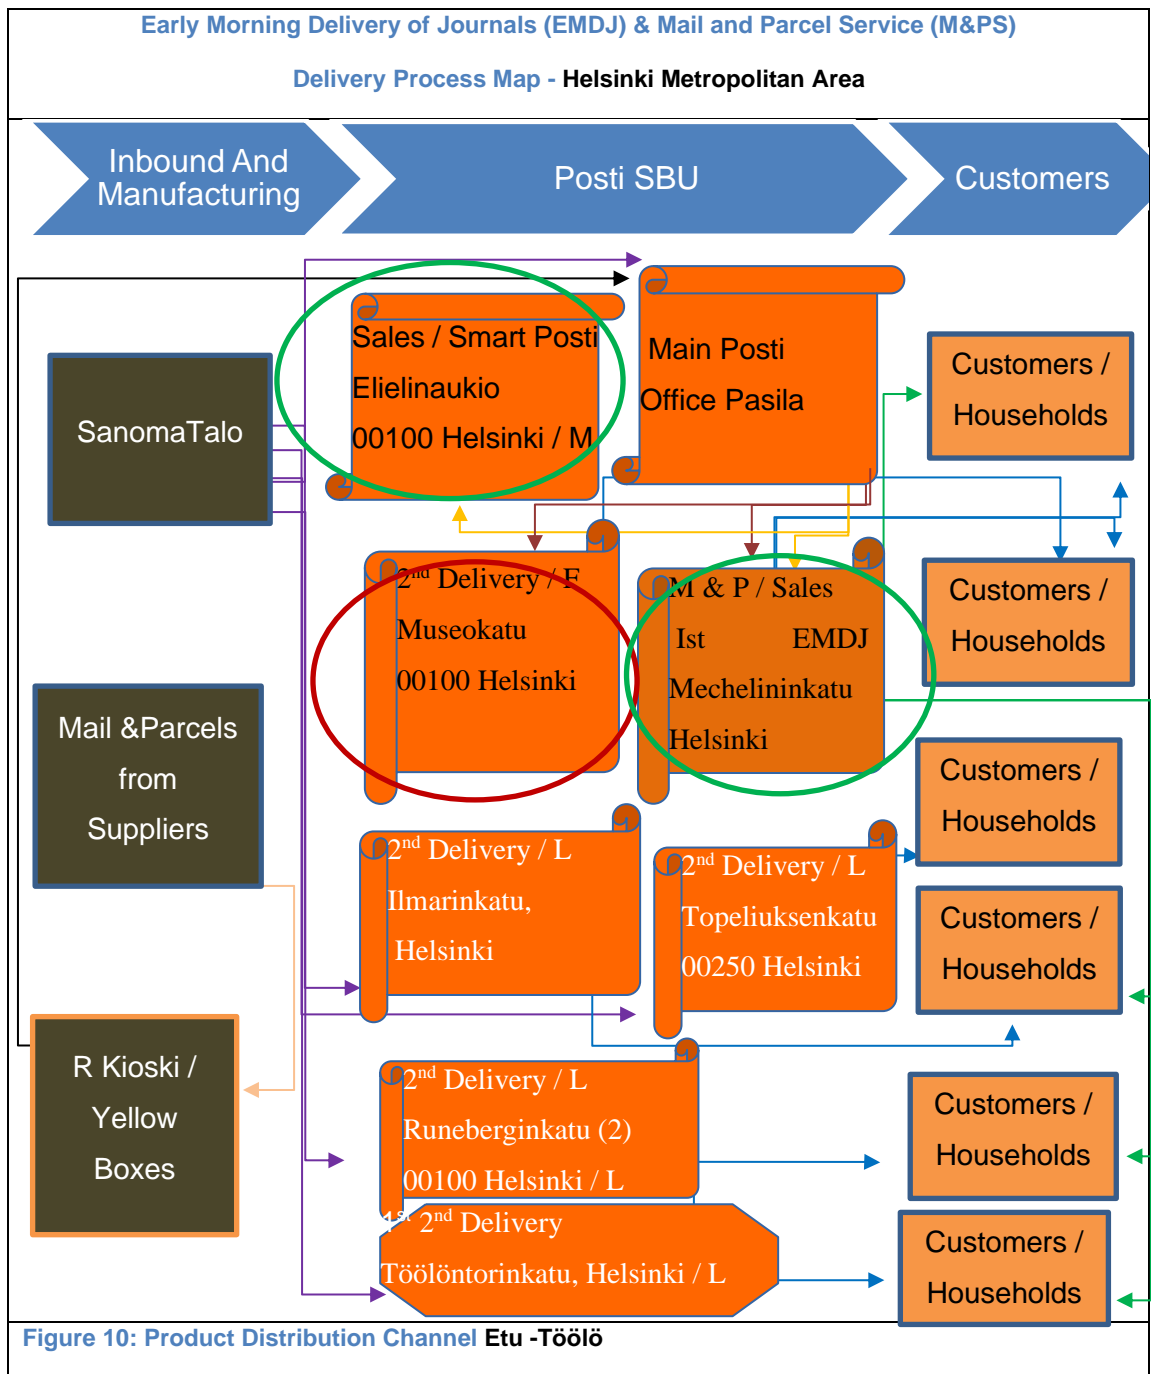 Early Morning Delivery of Journals (EMDJ) & Mail and Parcel Service (M&PS)
Delivery Process Map - Helsinki Metropolitan Area
Inbound And
Manufacturing
Posti SBU
Customers
Sales / Smart Posti
Elielinaukio
00100 Helsinki / M
Main Posti
Office Pasila
Customers /
Households
SanomaTalo
2nd Delivery / F
Museokatu
00100 Helsinki
M & P / Sales
Ist EMDJ
Mechelininkatu
Helsinki
Customers /
Households
Mail &Parcels
from
Suppliers
Customers /
Households
2nd Delivery / L
Ilmarinkatu,
Helsinki
2nd Delivery / L
Topeliuksenkatu
00250 Helsinki
Customers /
Households
R Kioski /
Yellow
Boxes
2nd Delivery / L
Runeberginkatu (2)
00100 Helsinki / L
Customers /
Households
1st 2nd Delivery
Töölöntorinkatu, Helsinki / L
Customers /
Households
Figure 10: Product Distribution Channel Etu -Töölö